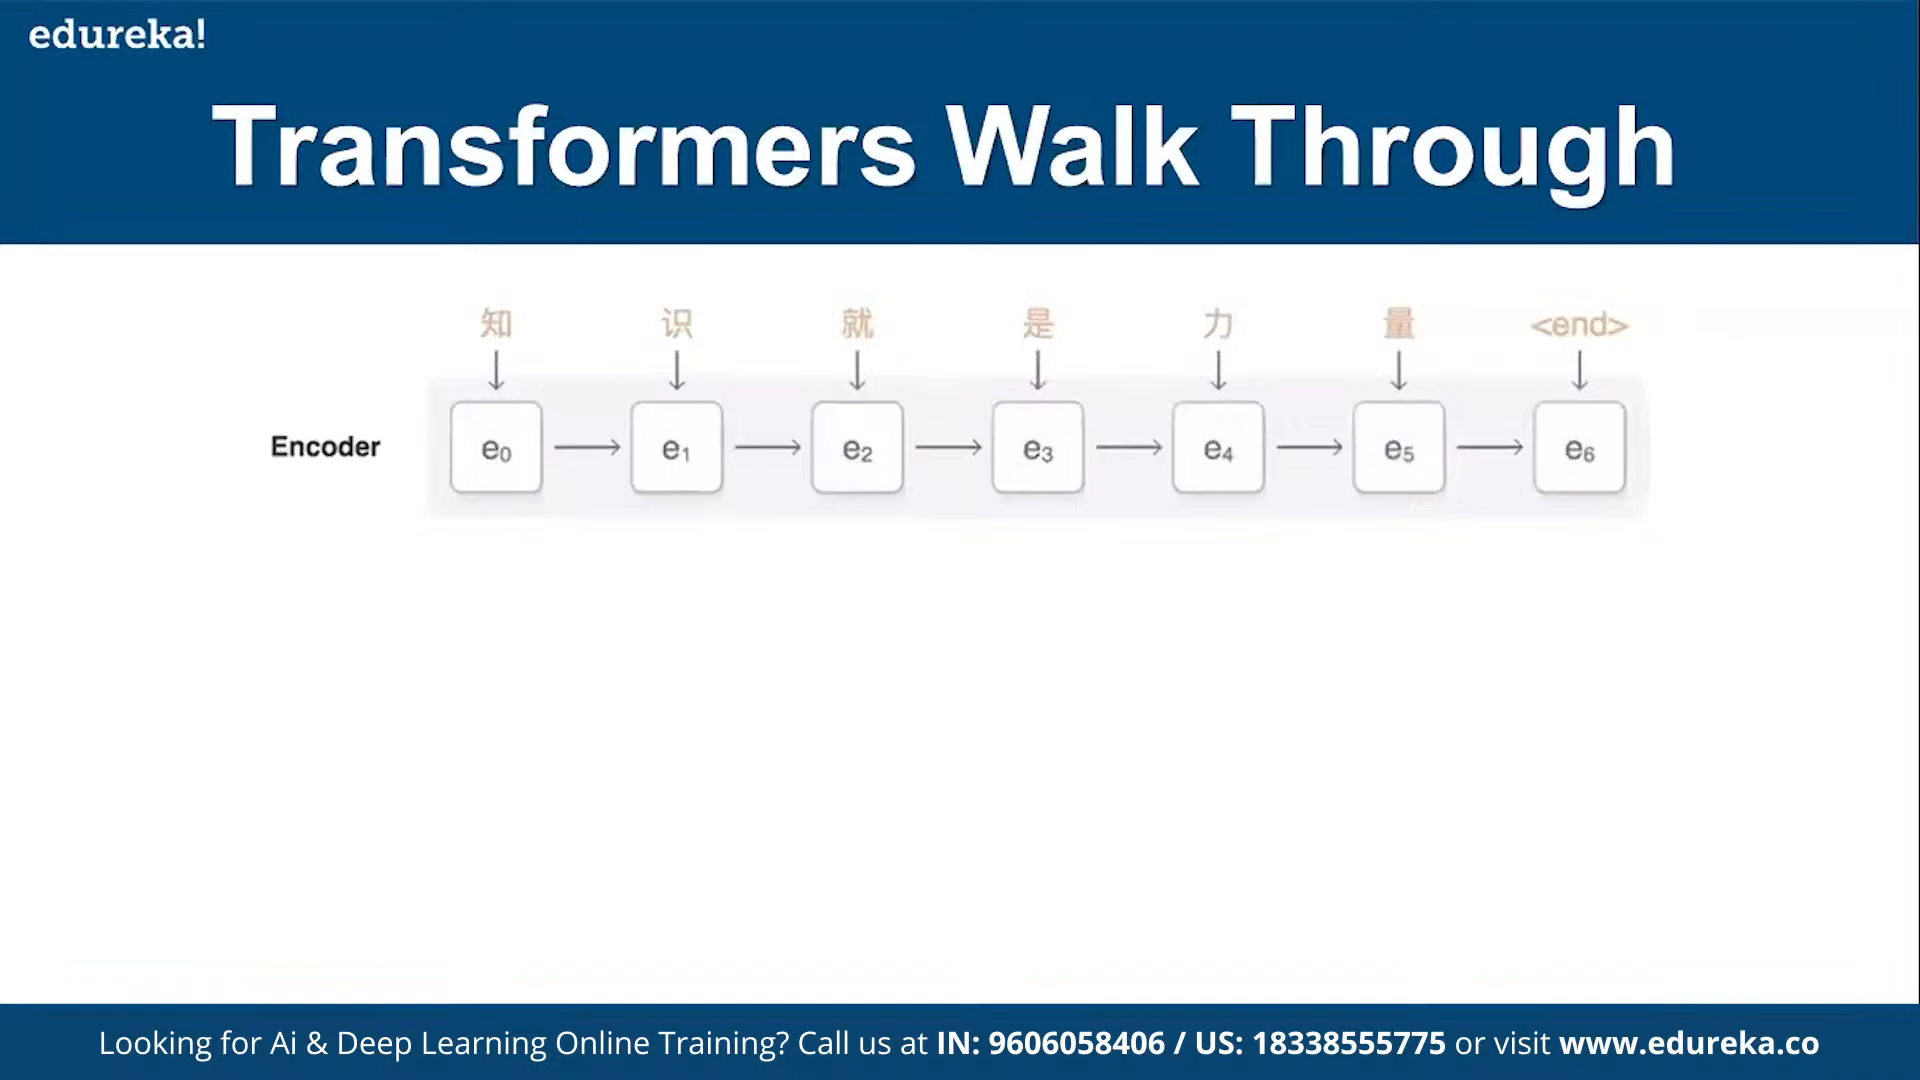 edureka!
Transformers Walk Through
知 识 就 是 力 量 <end>
Encoder e₀ e₁ e₂ e₃ e₄ e₅ e₆
Looking for Ai & Deep Learning Online Training? Call us at IN: 9606058406 / US: 18338555775 or visit www.edureka.co